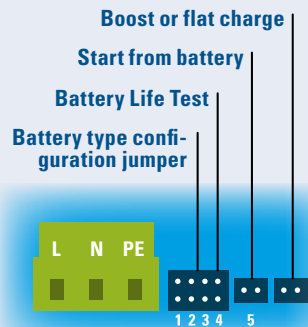 Boost or flat charge
Start from battery
Battery Life Test
Battery type confi-
guration jumper
L N PE
1 2 3 4 5